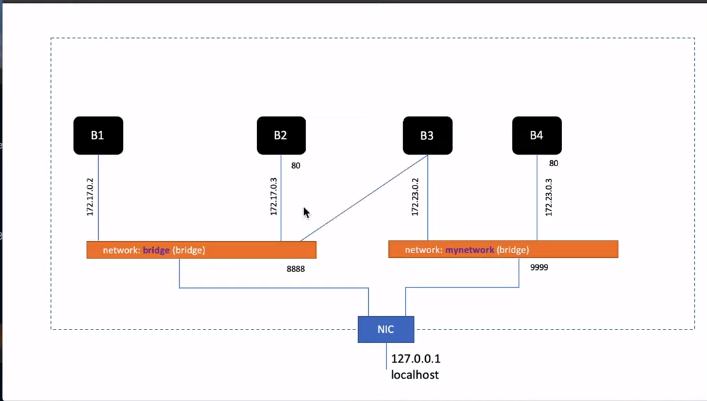 B1
B2
B3
B4
80
80
172.17.0.2
172.17.0.3
172.23.0.2
172.23.0.3
network: bridge (bridge)
network: mynetwork (bridge)
8888
9999
NIC
127.0.0.1
localhost